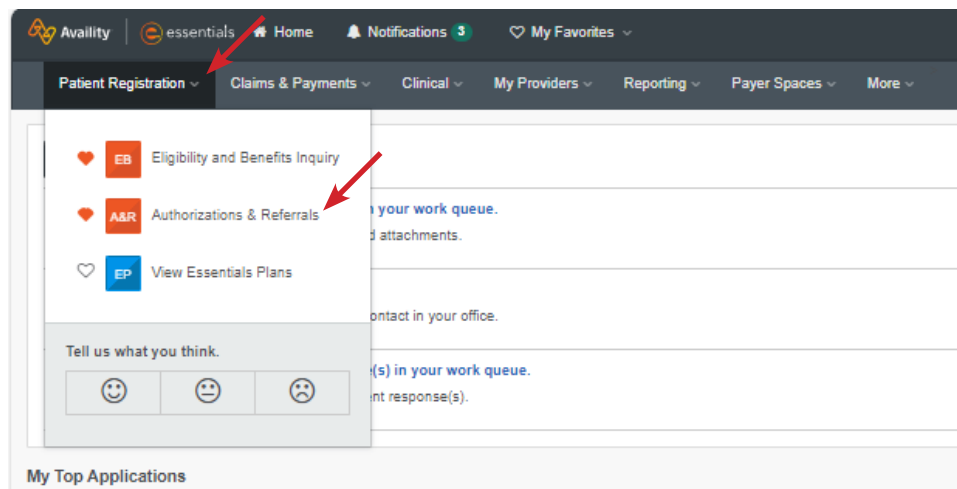 Availity essentials Home Notifications 3 My Favorites
Patient Registration Claims & Payments Clinical My Providers Reporting Payer Spaces More
EB Eligibility and Benefits Inquiry
A&R Authorizations & Referrals
your work queue.
attachments.
EP View Essentials Plans
in your office.
Tell us what you think.
(s) in your work queue.
response(s).
My Top Applications